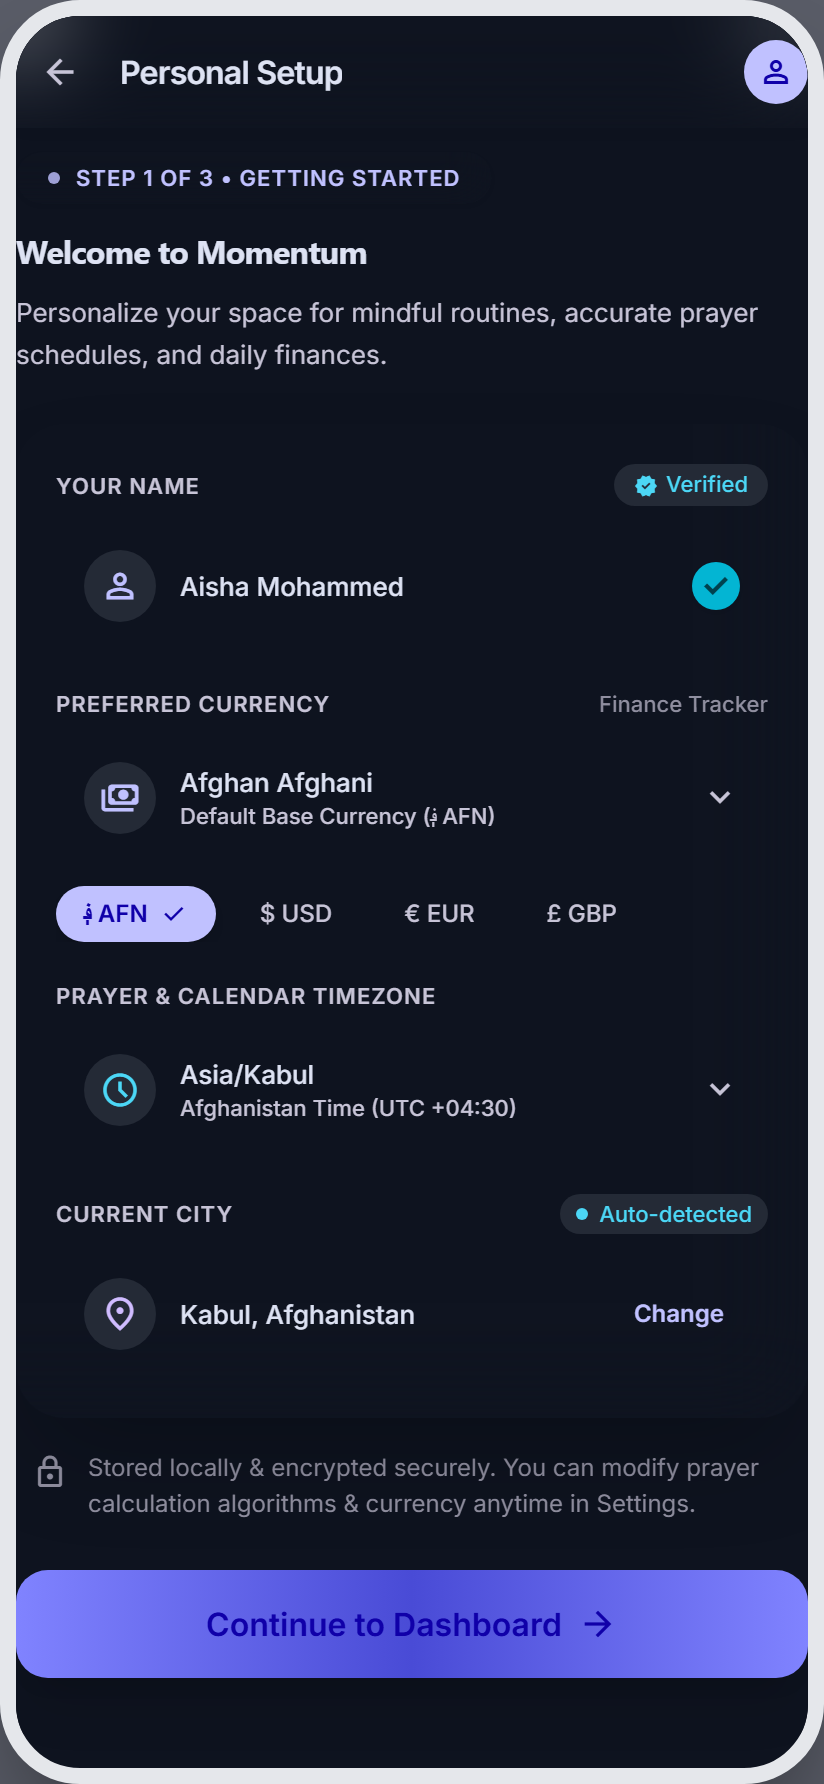 Personal Setup
STEP 1 OF 3 • GETTING STARTED
Welcome to Momentum
Personalize your space for mindful routines, accurate prayer
schedules, and daily finances.
YOUR NAME
Verified
Aisha Mohammed
PREFERRED CURRENCY
Finance Tracker
Afghan Afghani
Default Base Currency (؋ AFN)
؋ AFN
$ USD
€ EUR
£ GBP
PRAYER & CALENDAR TIMEZONE
Asia/Kabul
Afghanistan Time (UTC +04:30)
CURRENT CITY
Auto-detected
Kabul, Afghanistan
Change
Stored locally & encrypted securely. You can modify prayer
calculation algorithms & currency anytime in Settings.
Continue to Dashboard